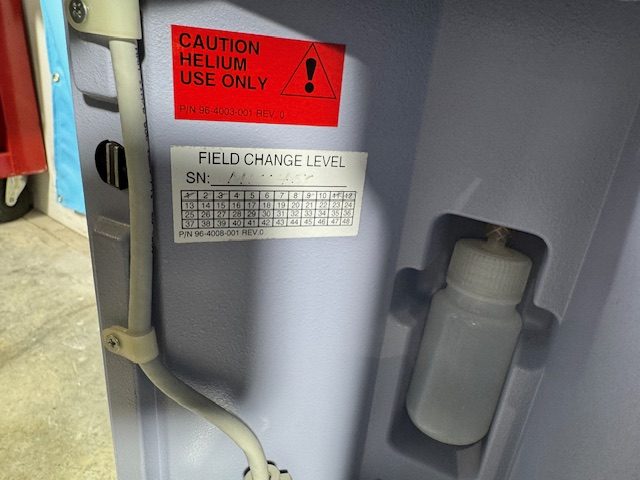 CAUTION
HELIUM
USE ONLY
P/N 96-4003-001 REV. 0
FIELD CHANGE LEVEL
SN:
1 2 3 4 5 6 7 8 9 10 11 12
13 14 15 16 17 18 19 20 21 22 23 24
25 26 27 28 29 30 31 32 33 34 35 36
37 38 39 40 41 42 43 44 45 46 47 48
P/N 96-4008-001 REV.0